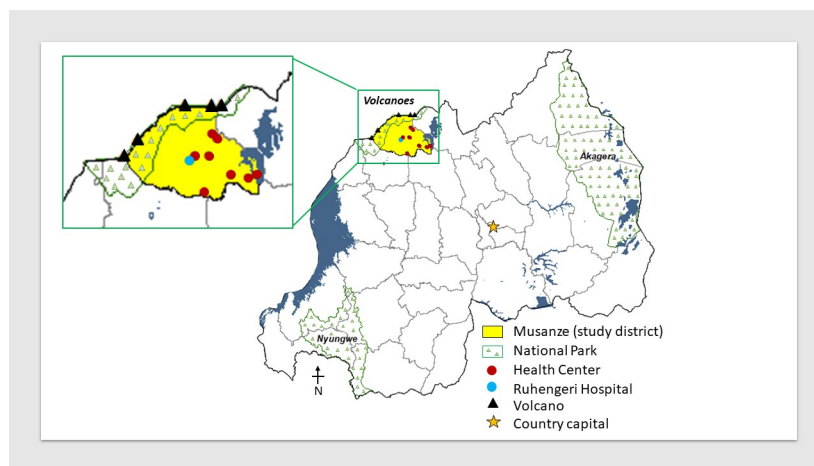 Volcanoes
Akagera
Nyungwe
N
Musanze (study district)
National Park
Health Center
Ruhengeri Hospital
Volcano
Country capital